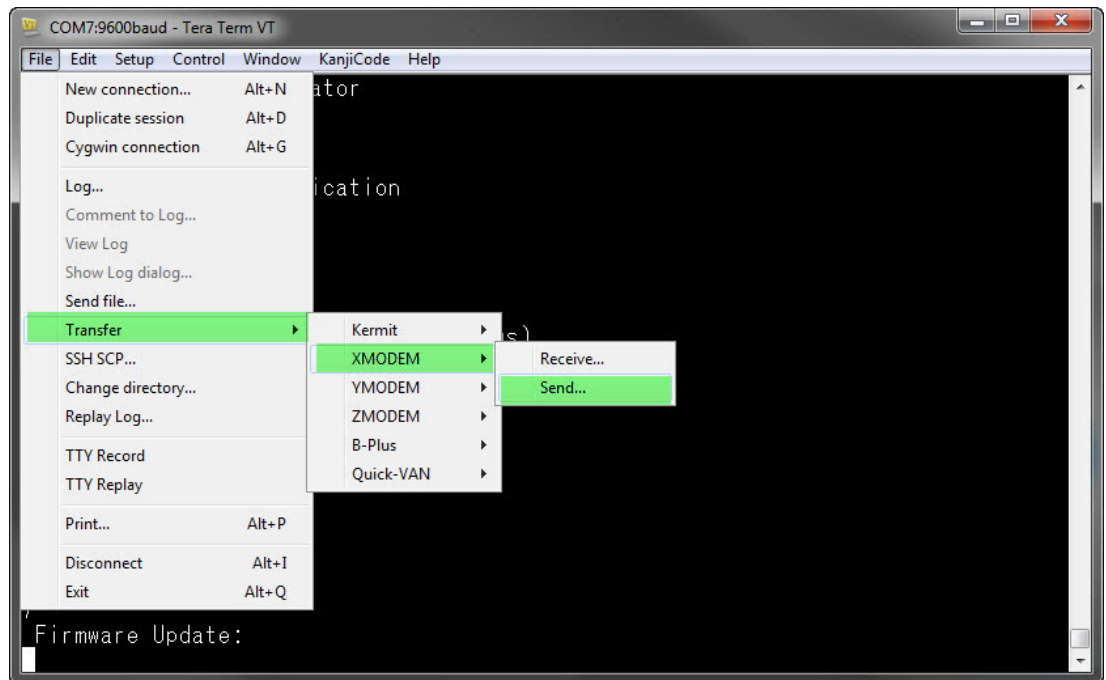 COM7:9600baud - Tera Term VT
File Edit Setup Control Window KanjiCode Help
New connection... Alt+N
Duplicate session Alt+D
Cygwin connection Alt+G
Log...
Comment to Log...
View Log
Show Log dialog...
Send file...
Transfer
SSH SCP...
Change directory...
Replay Log...
TTY Record
TTY Replay
Print... Alt+P
Disconnect Alt+I
Exit Alt+Q
Kermit
XMODEM
YMODEM
ZMODEM
B-Plus
Quick-VAN
Receive...
Send...
ator
ication
s)
Firmware Update: